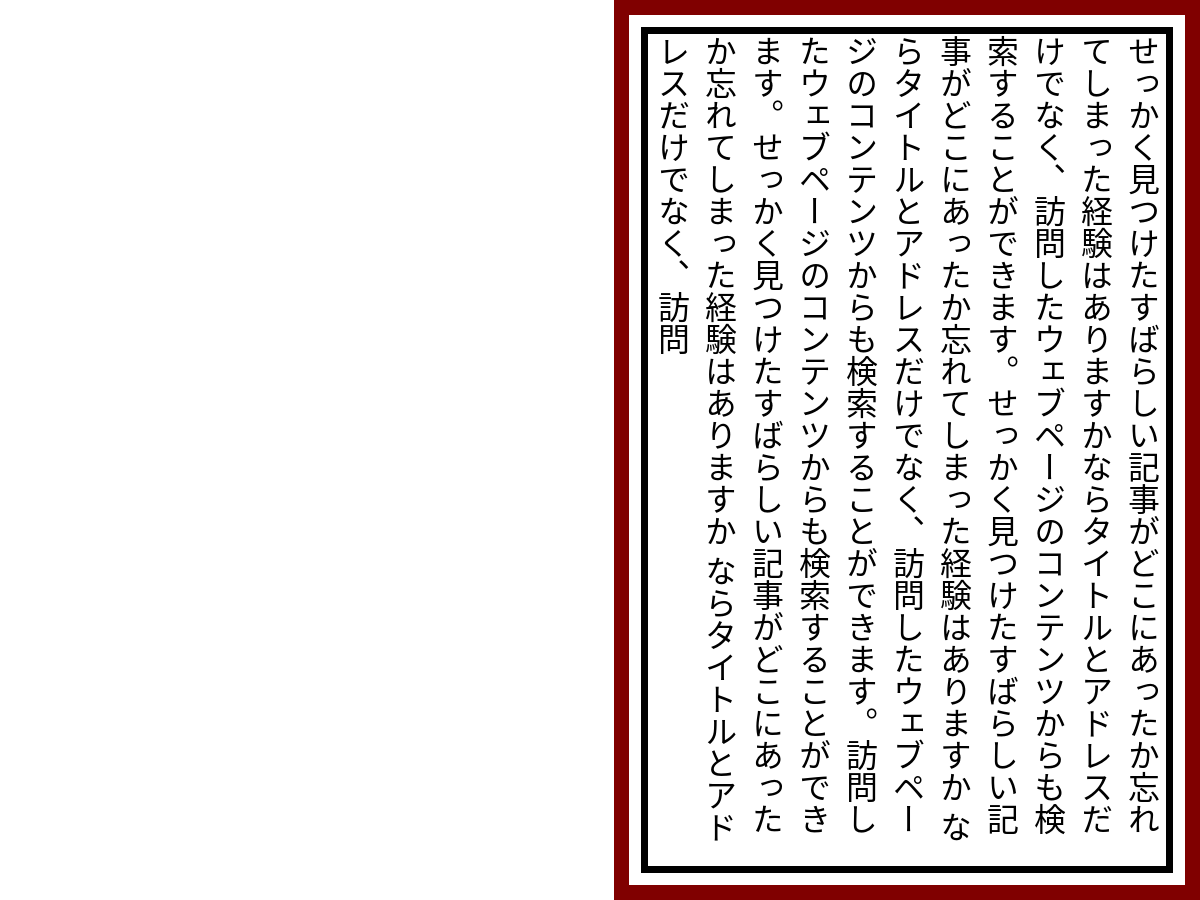 せっかく見つけたすばらしい記事がどこにあったか忘れ
てしまった経験はありますかならタイトルとアドレスだ
けでなく、訪問したウェブページのコンテンツからも検
索することができます。せっかく見つけたすばらしい記
事がどこにあったか忘れてしまった経験はありますか な
らタイトルとアドレスだけでなく、訪問したウェブペー
ジのコンテンツからも検索することができます。訪問し
たウェブページのコンテンツからも検索することができ
ます。せっかく見つけたすばらしい記事がどこにあった
か忘れてしまった経験はありますか ならタイトルとアド
レスだけでなく、訪問